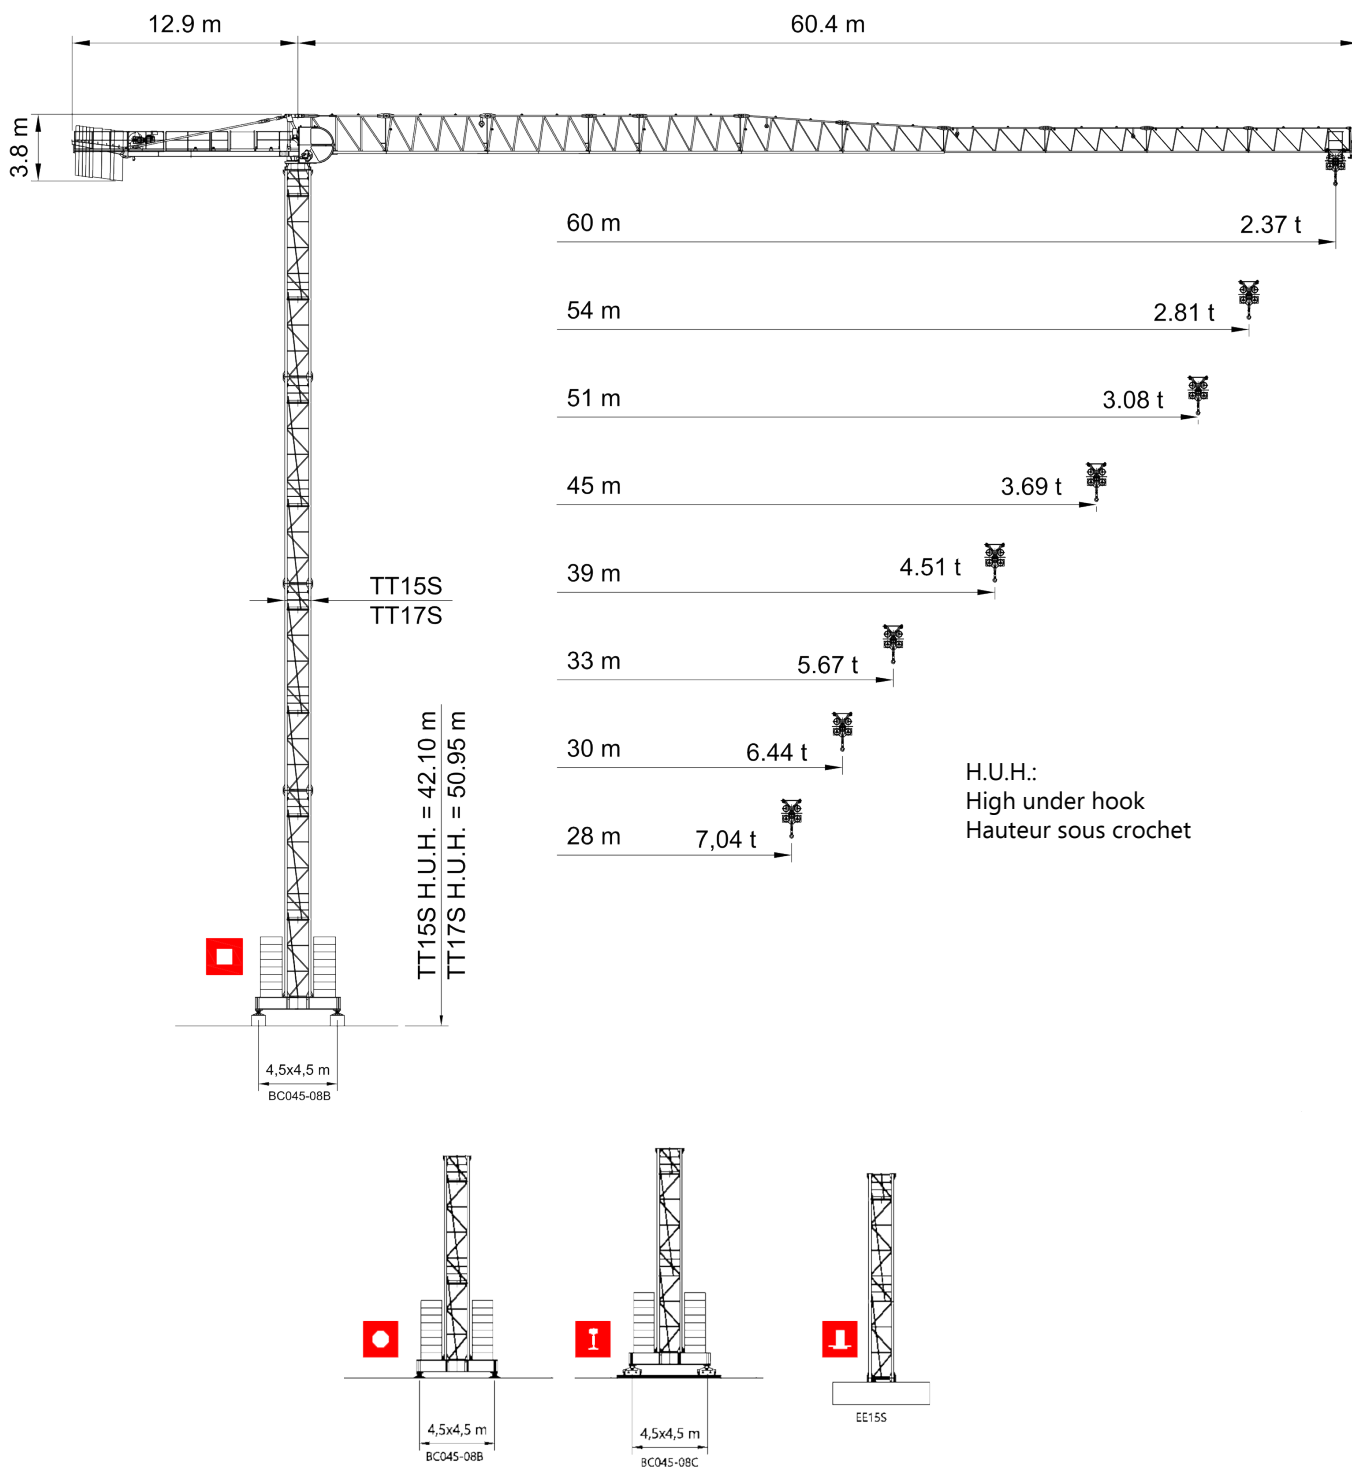 12.9 m
60.4 m
3.8 m
60 m
2.37 t
54 m
2.81 t
51 m
3.08 t
45 m
3.69 t
39 m
4.51 t
TT15S
TT17S
33 m
5.67 t
30 m
6.44 t
28 m
7,04 t
TT15S H.U.H. = 42.10 m
TT17S H.U.H. = 50.95 m
H.U.H.:
High under hook
Hauteur sous crochet
4,5x4,5 m
BC045-08B
4,5x4,5 m
BC04S-08B
4,5x4,5 m
BC045-08C
EE15S